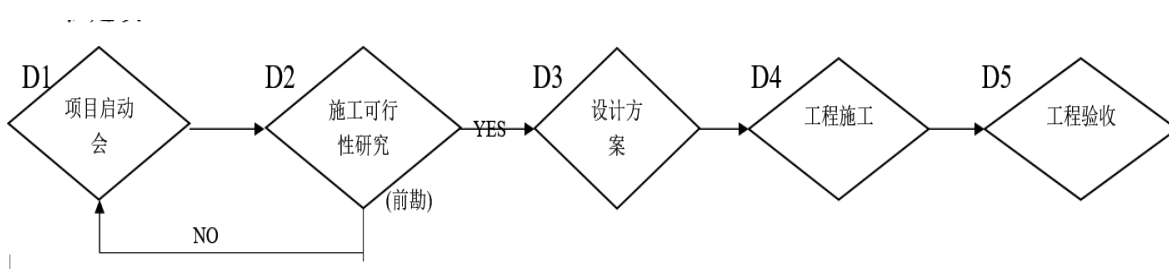 D1
项目启动
会
D2
施工可行
性研究
(前勘)
YES
NO
D3
设计方
案
D4
工程施工
D5
工程验收